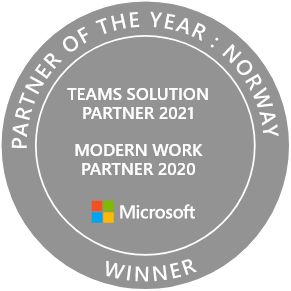 PARTNER OF THE YEAR : NORWAY
TEAMS SOLUTION
PARTNER 2021
MODERN WORK
PARTNER 2020
Microsoft
WINNER